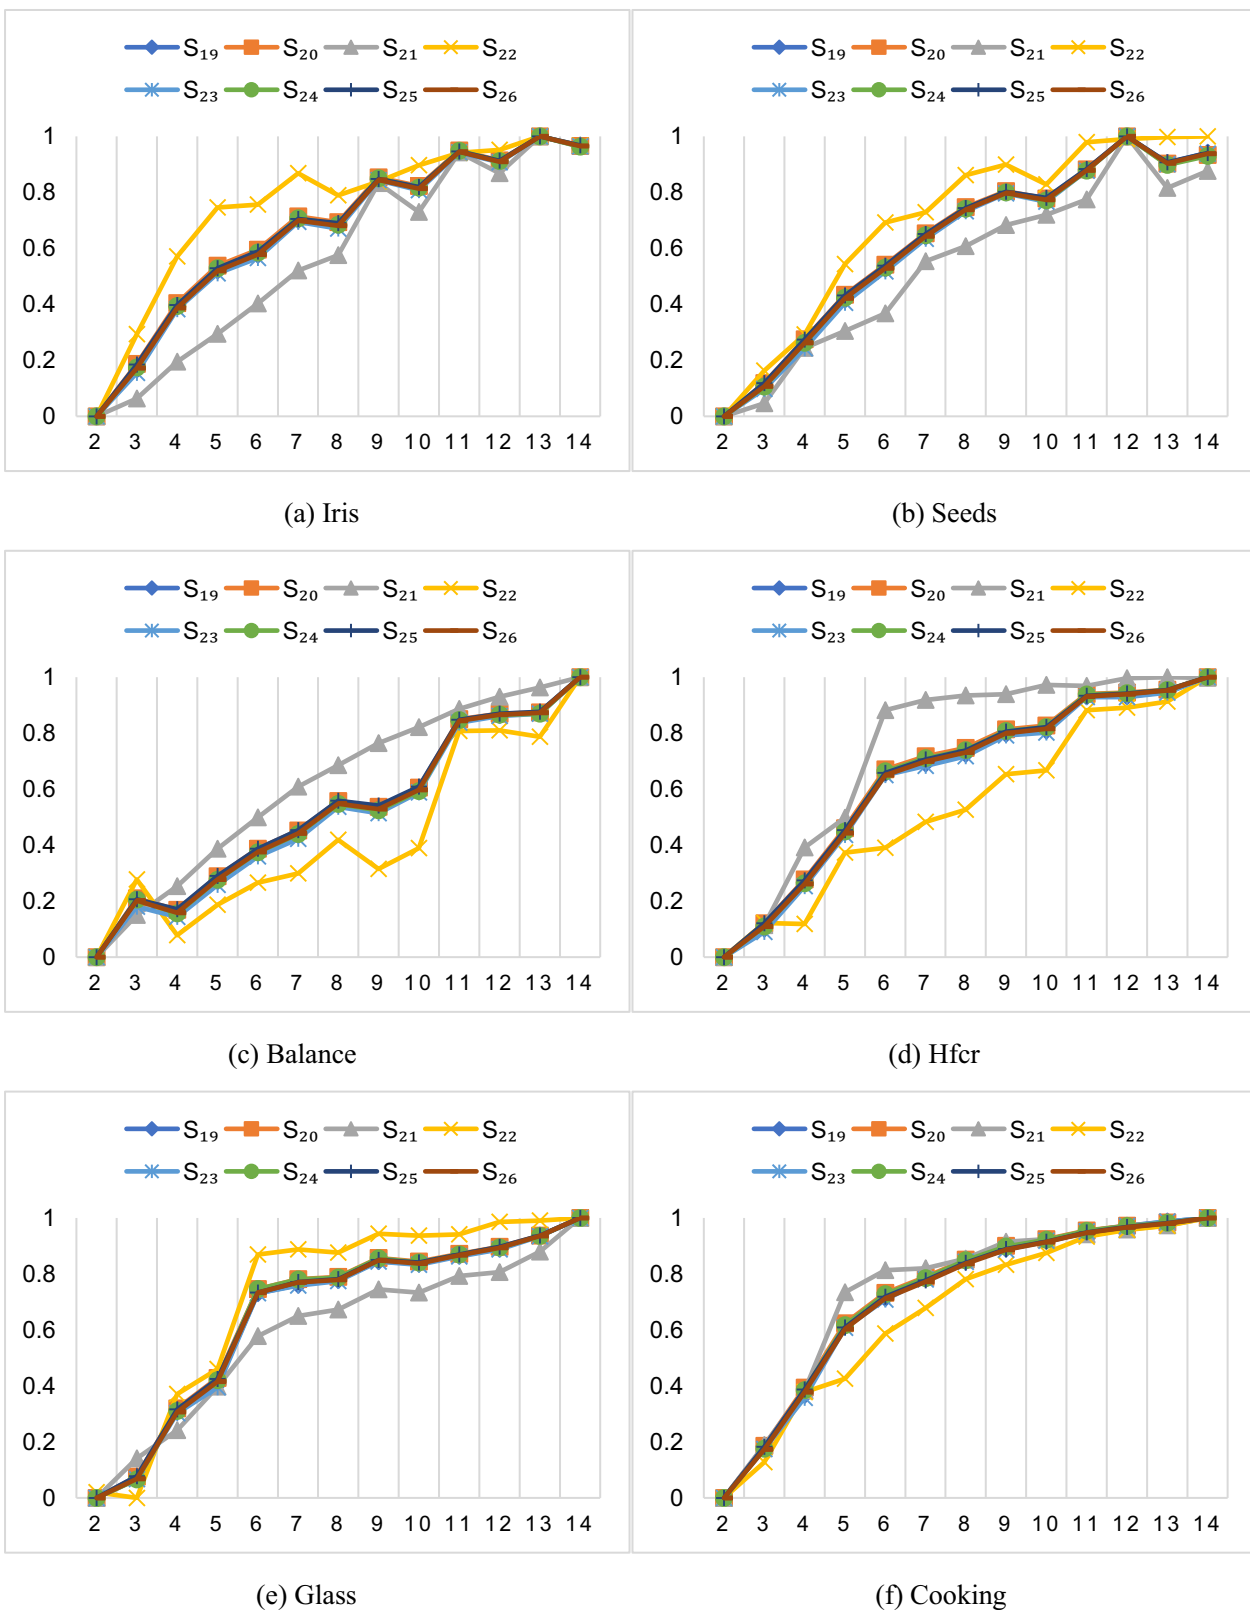 S₁₉ S₂₀ S₂₁ S₂₂
S₂₃ S₂₄ S₂₅ S₂₆
1
0.8
0.6
0.4
0.2
0
2 3 4 5 6 7 8 9 10 11 12 13 14
(a) Iris
S₁₉ S₂₀ S₂₁ S₂₂
S₂₃ S₂₄ S₂₅ S₂₆
1
0.8
0.6
0.4
0.2
0
2 3 4 5 6 7 8 9 10 11 12 13 14
(b) Seeds
S₁₉ S₂₀ S₂₁ S₂₂
S₂₃ S₂₄ S₂₅ S₂₆
1
0.8
0.6
0.4
0.2
0
2 3 4 5 6 7 8 9 10 11 12 13 14
(c) Balance
S₁₉ S₂₀ S₂₁ S₂₂
S₂₃ S₂₄ S₂₅ S₂₆
1
0.8
0.6
0.4
0.2
0
2 3 4 5 6 7 8 9 10 11 12 13 14
(d) Hfcr
S₁₉ S₂₀ S₂₁ S₂₂
S₂₃ S₂₄ S₂₅ S₂₆
1
0.8
0.6
0.4
0.2
0
2 3 4 5 6 7 8 9 10 11 12 13 14
(e) Glass
S₁₉ S₂₀ S₂₁ S₂₂
S₂₃ S₂₄ S₂₅ S₂₆
1
0.8
0.6
0.4
0.2
0
2 3 4 5 6 7 8 9 10 11 12 13 14
(f) Cooking